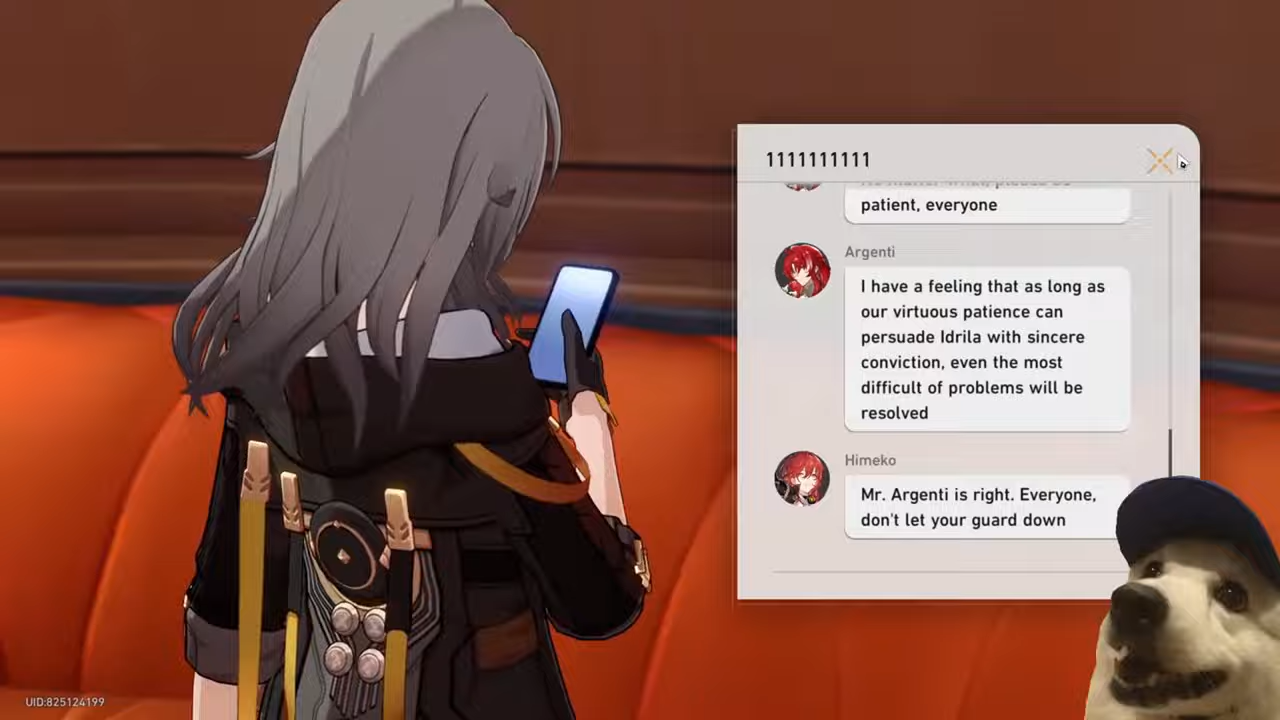 1111111111
patient, everyone
Argenti
I have a feeling that as long as
our virtuous patience can
persuade Idrila with sincere
conviction, even the most
difficult of problems will be
resolved
Himeko
Mr. Argenti is right. Everyone,
don't let your guard down
UID:825124199